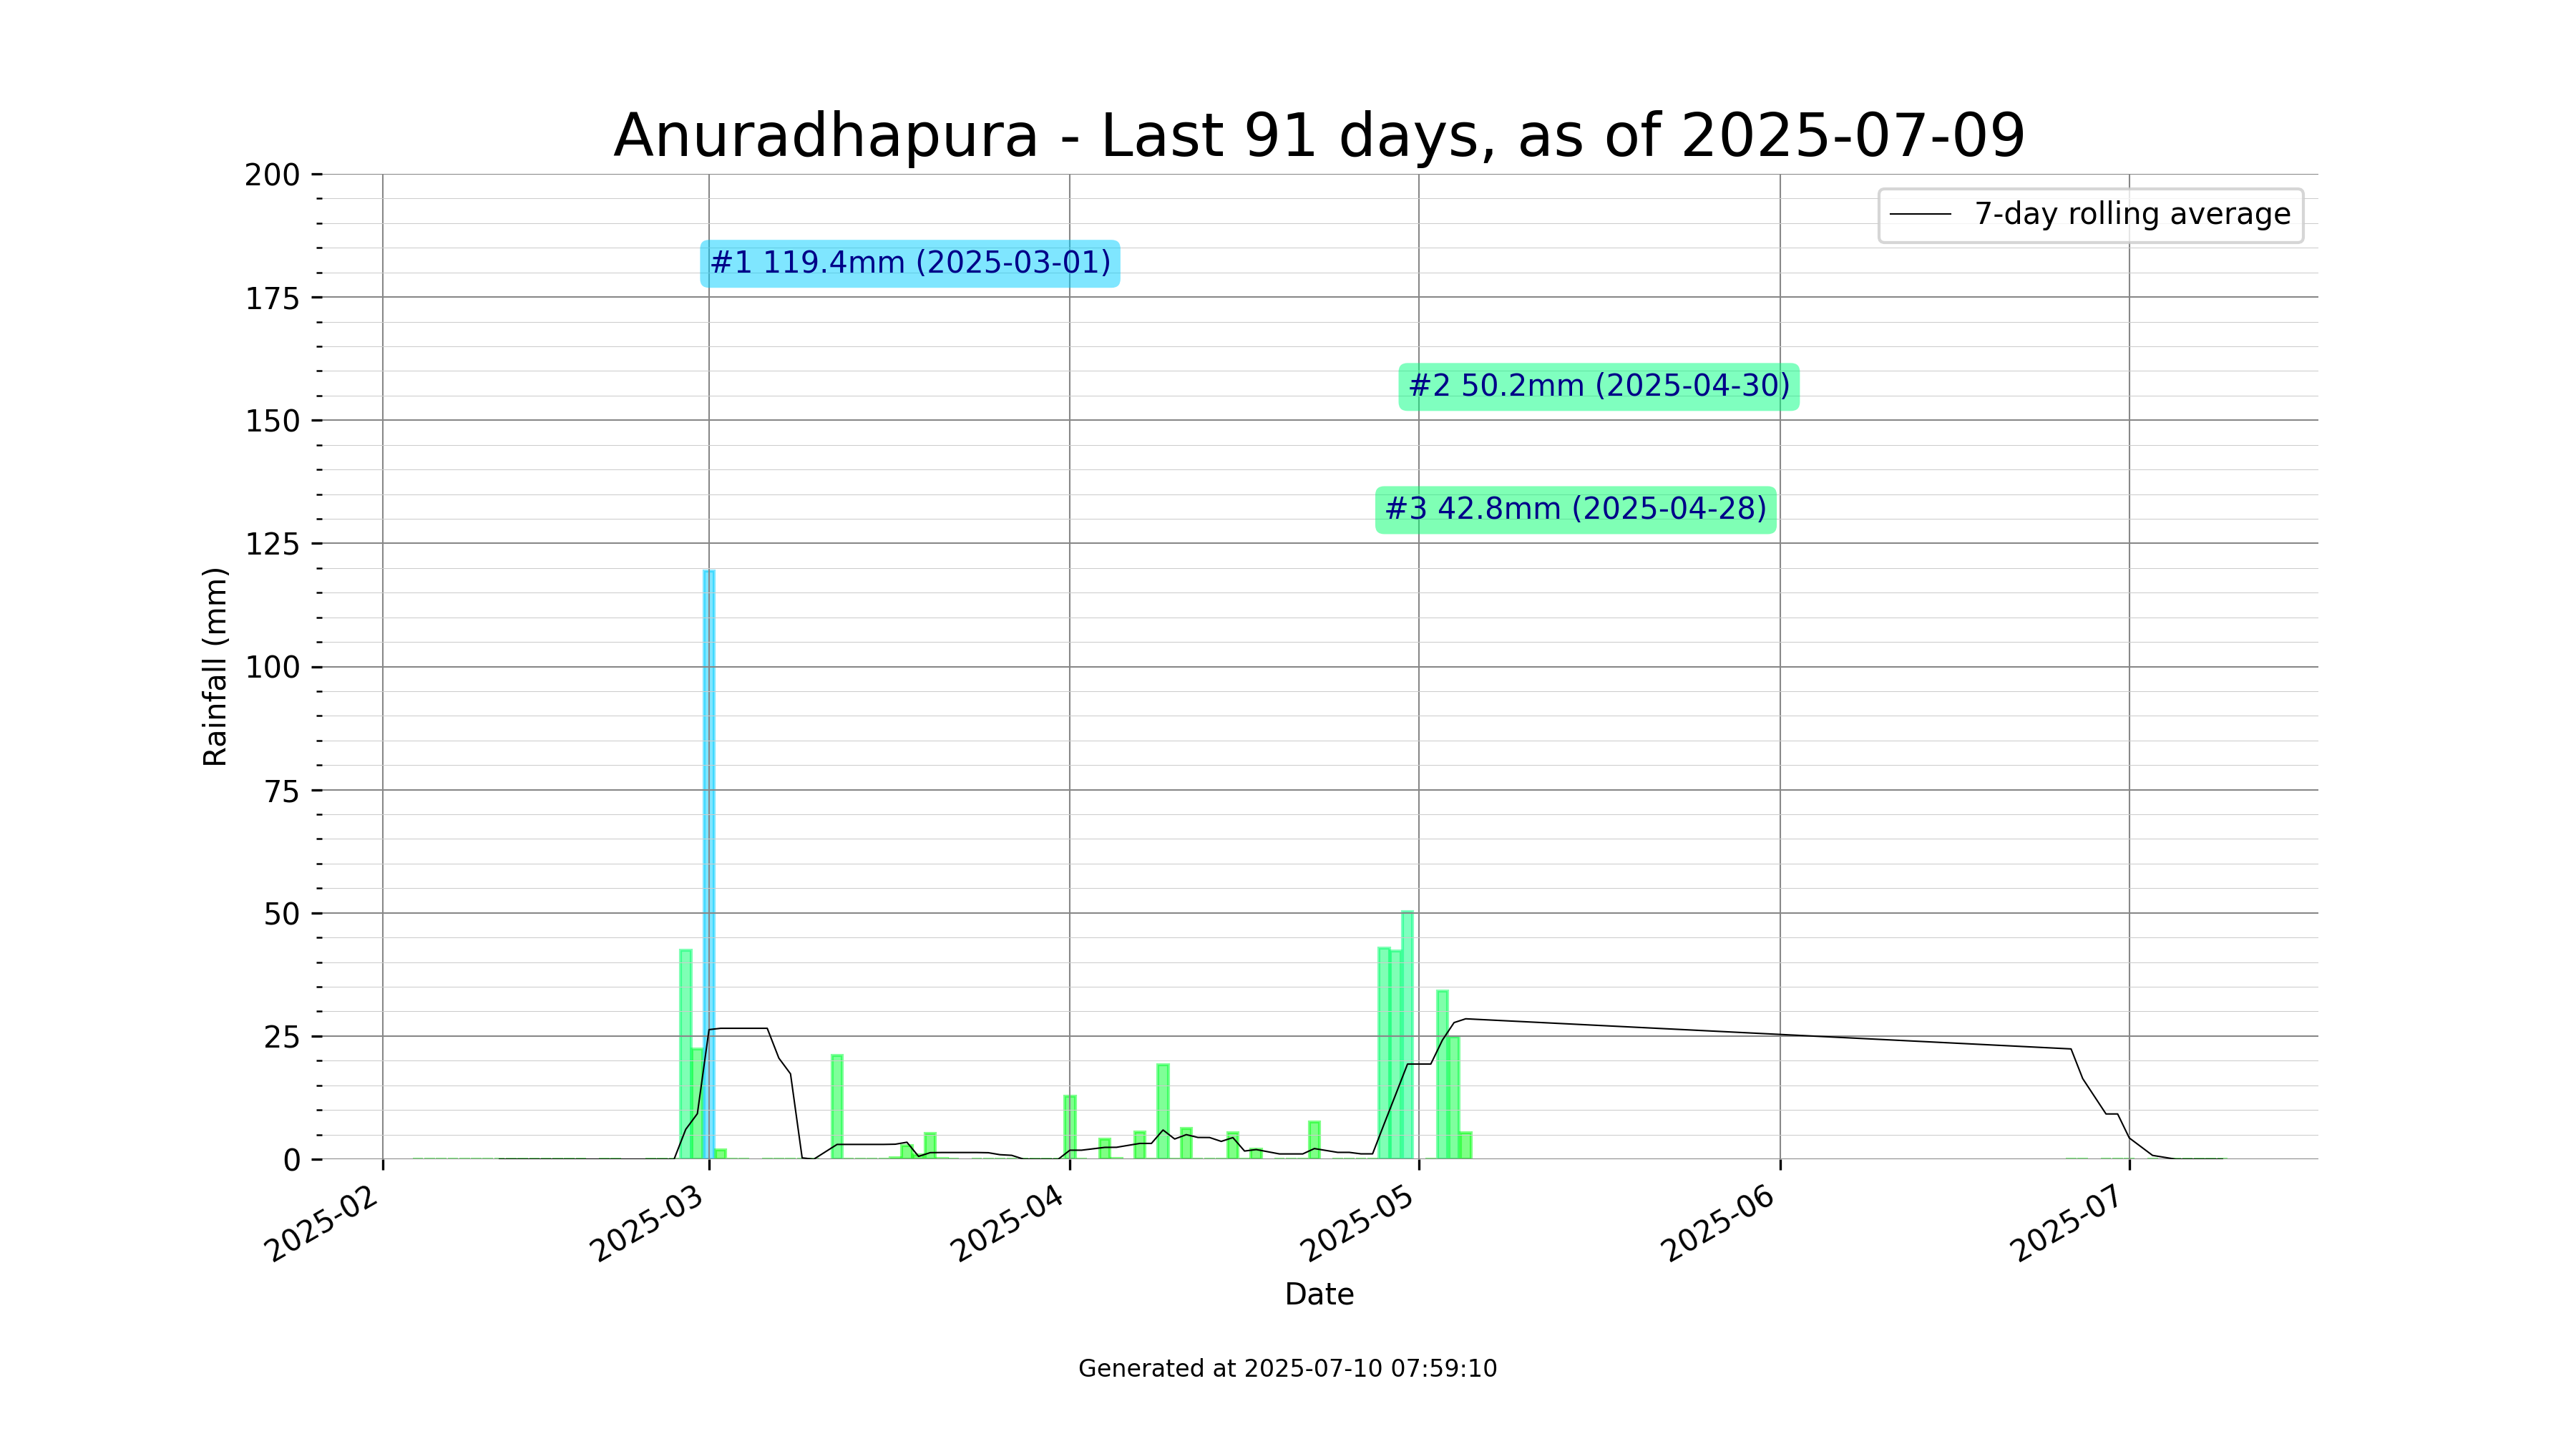 Anuradhapura - Last 91 days, as of 2025-07-09
200
175
150
125
100
75
50
25
0
Rainfall (mm)
7-day rolling average
#1 119.4mm (2025-03-01)
#2 50.2mm (2025-04-30)
#3 42.8mm (2025-04-28)
2025-02
2025-03
2025-04
2025-05
2025-06
2025-07
Date
Generated at 2025-07-10 07:59:10